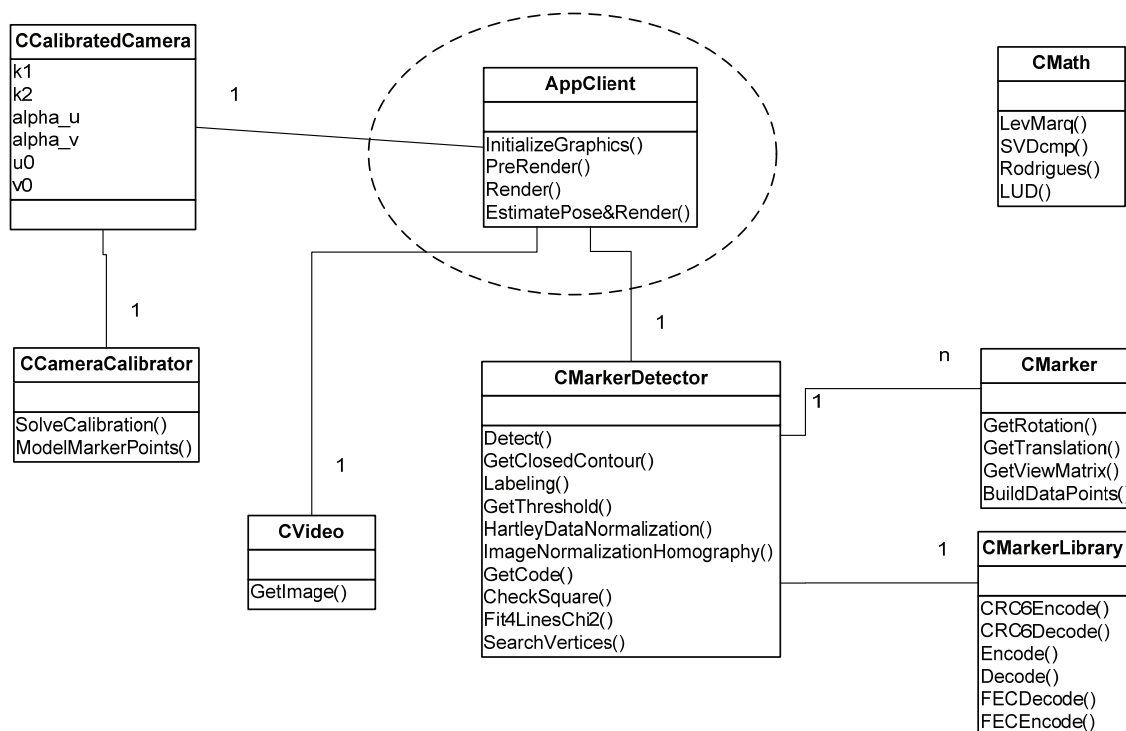 CCalibratedCamera
k1
k2
alpha_u
alpha_v
u0
v0
1
AppClient
InitializeGraphics()
PreRender()
Render()
EstimatePose&Render()
CMath
LevMarq()
SVDcmp()
Rodrigues()
LUD()
1
CCameraCalibrator
SolveCalibration()
ModelMarkerPoints()
1
CVideo
GetImage()
1
CMarkerDetector
Detect()
GetClosedContour()
Labeling()
GetThreshold()
HartleyDataNormalization()
ImageNormalizationHomography()
GetCode()
CheckSquare()
Fit4LinesChi2()
SearchVertices()
n
1
CMarker
GetRotation()
GetTranslation()
GetViewMatrix()
BuildDataPoints()
1
CMarkerLibrary
CRC6Encode()
CRC6Decode()
Encode()
Decode()
FECDecode()
FECEncode()